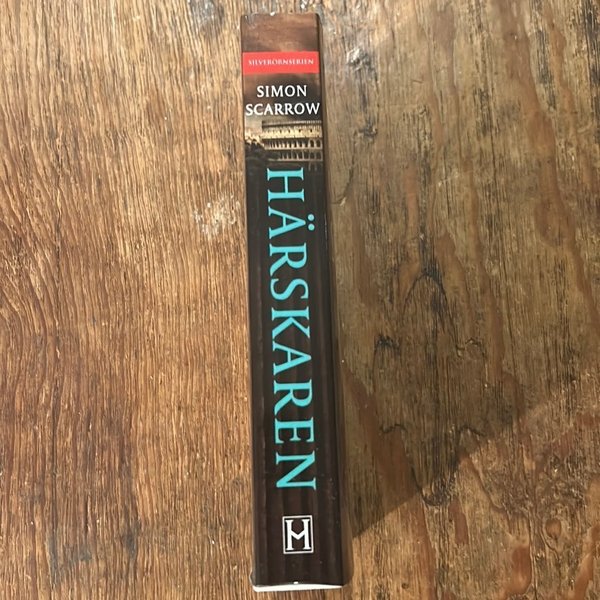 SILVERÖRNSERIEN
SIMON
SCARROW
HÄRSKAREN
H